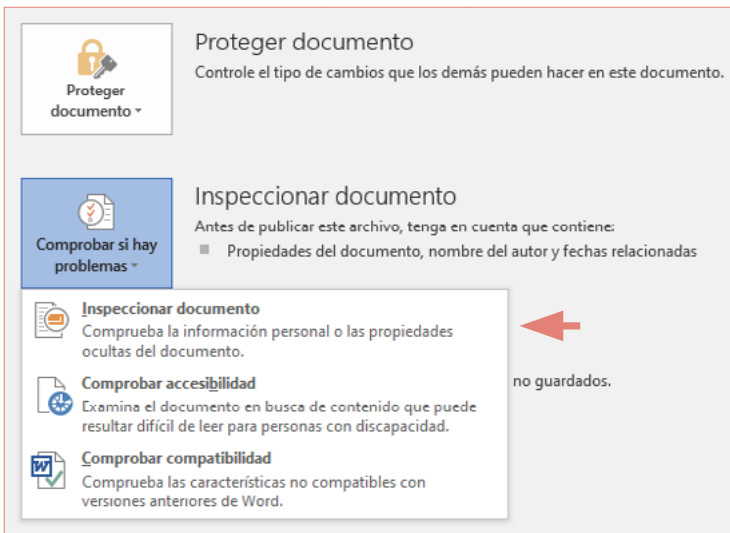 Proteger documento
Controle el tipo de cambios que los demás pueden hacer en este documento.
Proteger
documento
Inspeccionar documento
Antes de publicar este archivo, tenga en cuenta que contiene:
Propiedades del documento, nombre del autor y fechas relacionadas
Comprobar si hay
problemas
Inspeccionar documento
Comprueba la información personal o las propiedades
ocultas del documento.
no guardados.
Comprobar accesibilidad
Examina el documento en busca de contenido que puede
resultar difícil de leer para personas con discapacidad.
Comprobar compatibilidad
Comprueba las características no compatibles con
versiones anteriores de Word.